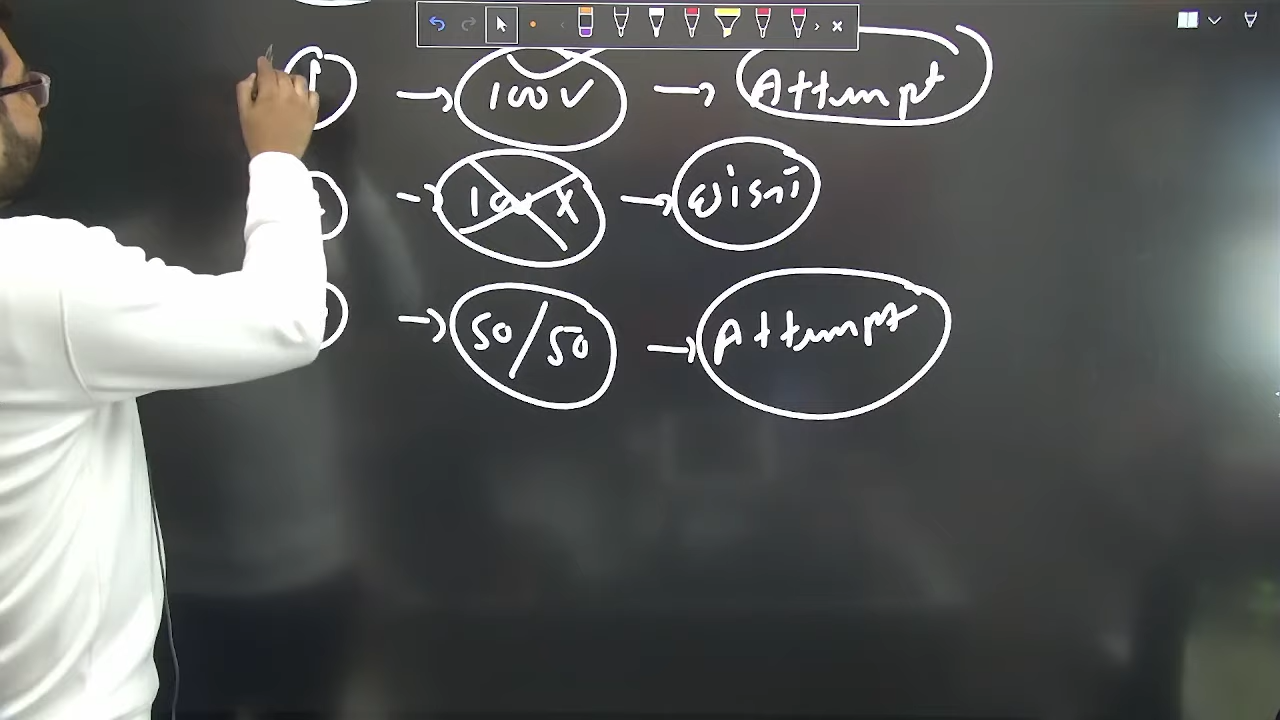 1 → 100✓ → Attempt
→ 100 X →
→ 50/50 → Attempt